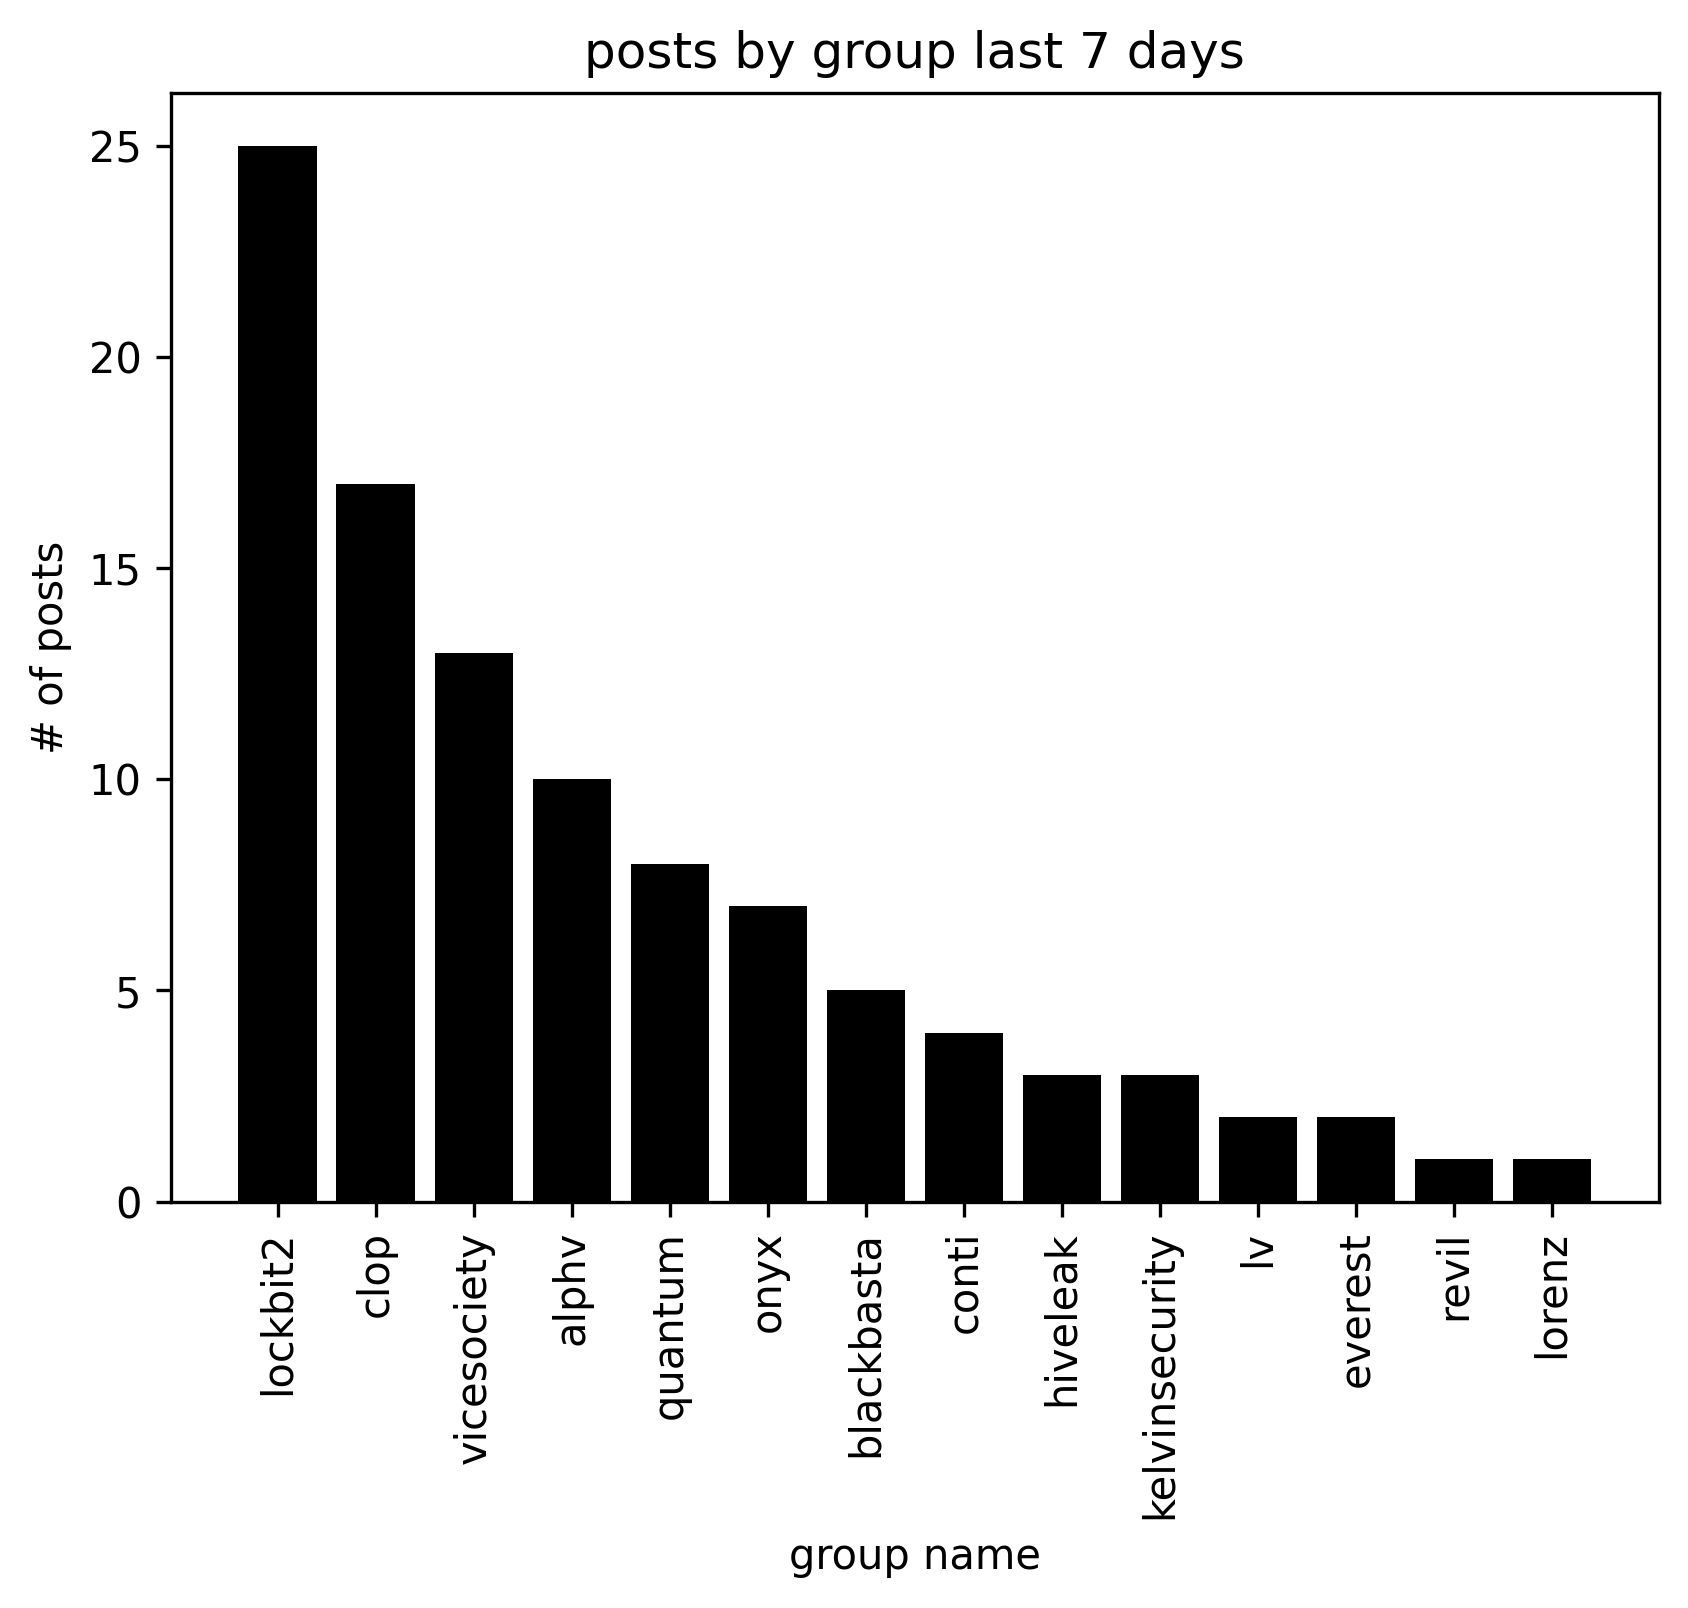 posts by group last 7 days
25
20
15
10
5
0
# of posts
lockbit2
clop
vicesociety
alphv
quantum
onyx
blackbasta
conti
hiveleak
kelvinsecurity
lv
everest
revil
lorenz
group name